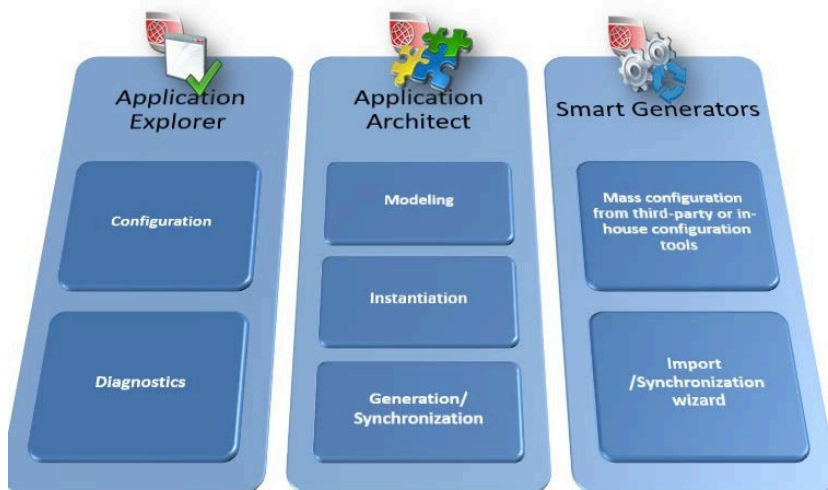 Application
Explorer
Configuration
Diagnostics
Application
Architect
Modeling
Instantiation
Generation/
Synchronization
Smart Generators
Mass configuration
from third-party or in-
house configuration
tools
Import
/Synchronization
wizard